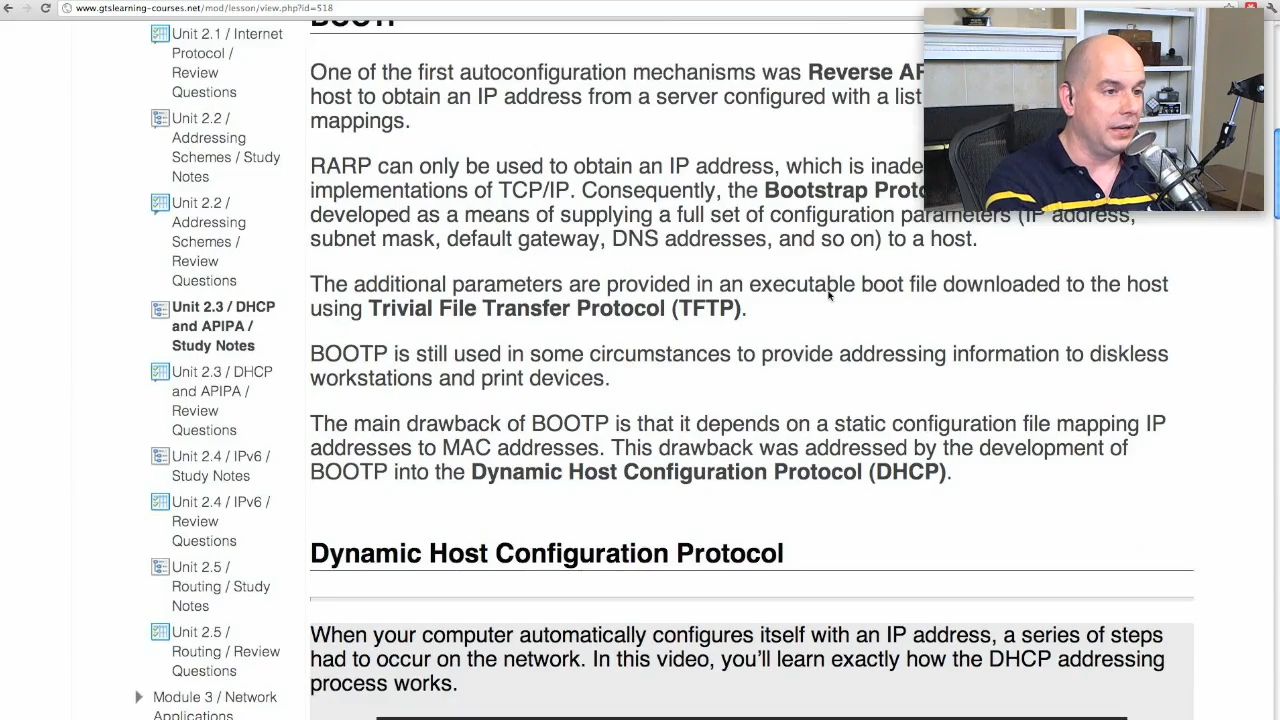 www.gtslearning-courses.net/mod/lesson/view.php?id=518
Unit 2.1 / Internet
Protocol /
Review
Questions
Unit 2.2 /
Addressing
Schemes / Study
Notes
Unit 2.2 /
Addressing
Schemes /
Review
Questions
Unit 2.3 / DHCP
and APIPA /
Study Notes
Unit 2.3 / DHCP
and APIPA /
Review
Questions
Unit 2.4 / IPv6 /
Study Notes
Unit 2.4 / IPv6 /
Review
Questions
Unit 2.5 /
Routing / Study
Notes
Unit 2.5 /
Routing / Review
Questions
Module 3 / Network
Applications
BOOTP
One of the first autoconfiguration mechanisms was Reverse
host to obtain an IP address from a server configured with a list
mappings.
RARP can only be used to obtain an IP address, which is
implementations of TCP/IP. Consequently, the Bootstrap
developed as a means of supplying a full set of configuration parameters (IP address,
subnet mask, default gateway, DNS addresses, and so on) to a host.
The additional parameters are provided in an executable boot file downloaded to the host
using Trivial File Transfer Protocol (TFTP).
BOOTP is still used in some circumstances to provide addressing information to diskless
workstations and print devices.
The main drawback of BOOTP is that it depends on a static configuration file mapping IP
addresses to MAC addresses. This drawback was addressed by the development of
BOOTP into the Dynamic Host Configuration Protocol (DHCP).
Dynamic Host Configuration Protocol
When your computer automatically configures itself with an IP address, a series of steps
had to occur on the network. In this video, you'll learn exactly how the DHCP addressing
process works.